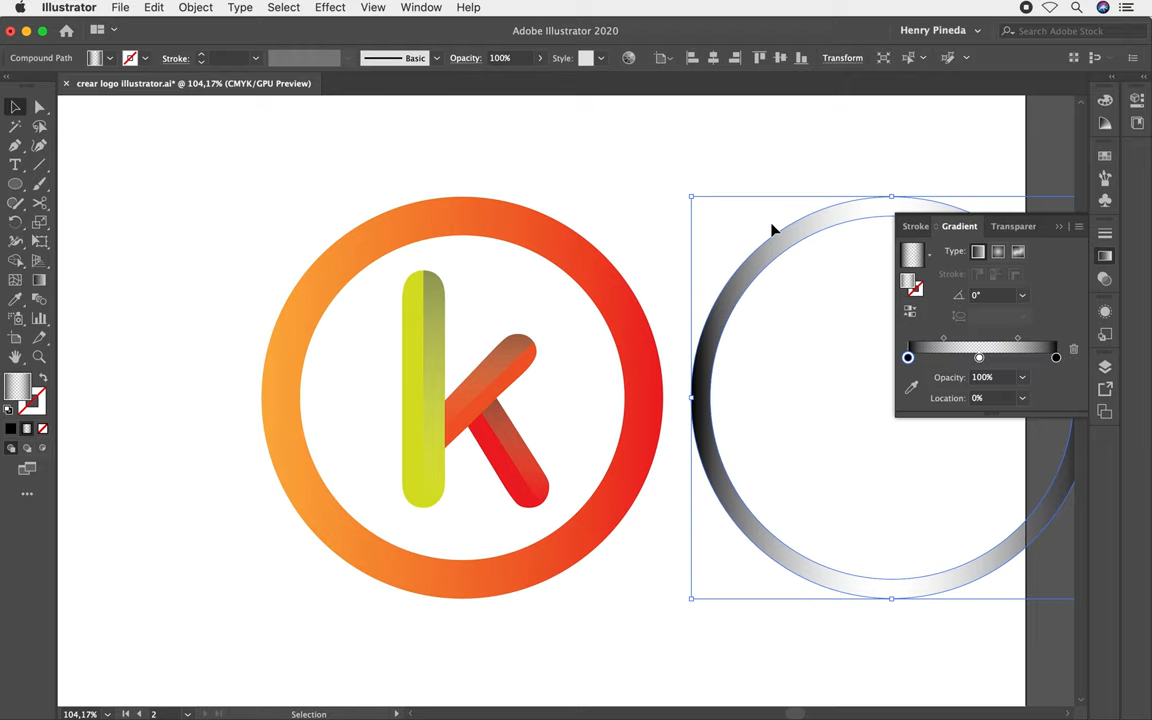 Illustrator File Edit Object Type Select Effect View Window Help
Adobe Illustrator 2020
Henry Pineda
Search Adobe Stock
Compound Path
Stroke:
Basic
Opacity: 100%
Style:
Transform
crear logo illustrator.ai* @ 104,17% (CMYK/GPU Preview)
Stroke Gradient Transparer
Type:
Stroke:
0°
Opacity: 100%
Location: 0%
K
104,17%
2
Selection